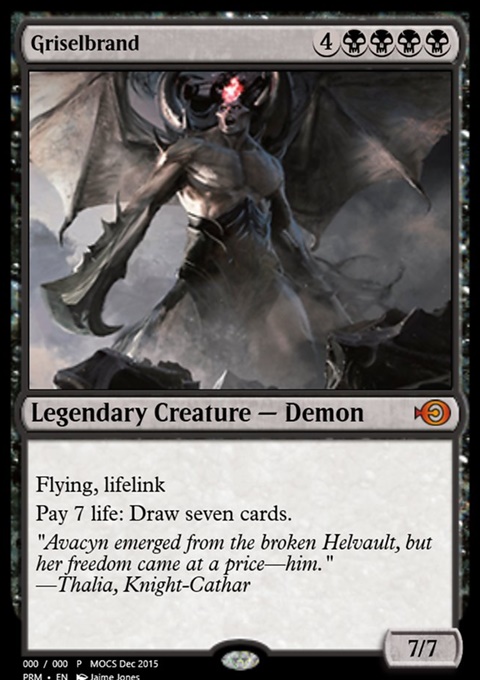 Griselbrand 4
Legendary Creature — Demon
Flying, lifelink
Pay 7 life: Draw seven cards.
"Avacyn emerged from the broken Helvault, but
her freedom came at a price—him."
—Thalia, Knight-Cathar
7/7
000 / 000 P MOCS Dec 2015
PRM • EN Jaime Jones